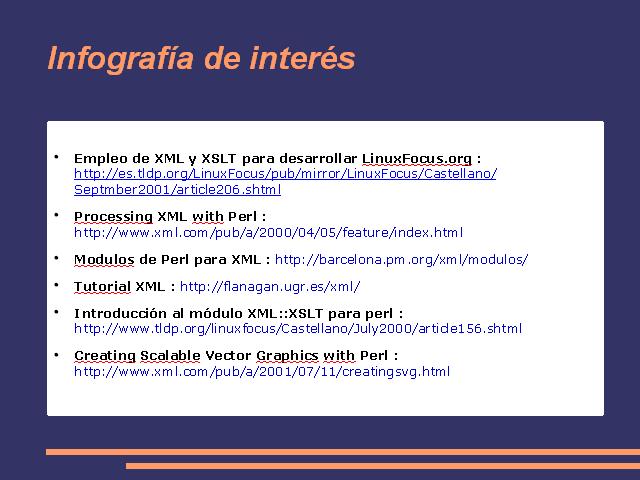 Infografía de interés
Empleo de XML y XSLT para desarrollar LinuxFocus.org :
http://es.tldp.org/LinuxFocus/pub/mirror/LinuxFocus/Castellano/
Septmber2001/article206.shtml
Processing XML with Perl :
http://www.xml.com/pub/a/2000/04/05/feature/index.html
Modulos de Perl para XML : http://barcelona.pm.org/xml/modulos/
Tutorial XML : http://flanagan.ugr.es/xml/
Introducción al módulo XML::XSLT para perl :
http://www.tldp.org/linuxfocus/Castellano/July2000/article156.shtml
Creating Scalable Vector Graphics with Perl :
http://www.xml.com/pub/a/2001/07/11/creatingsvg.html